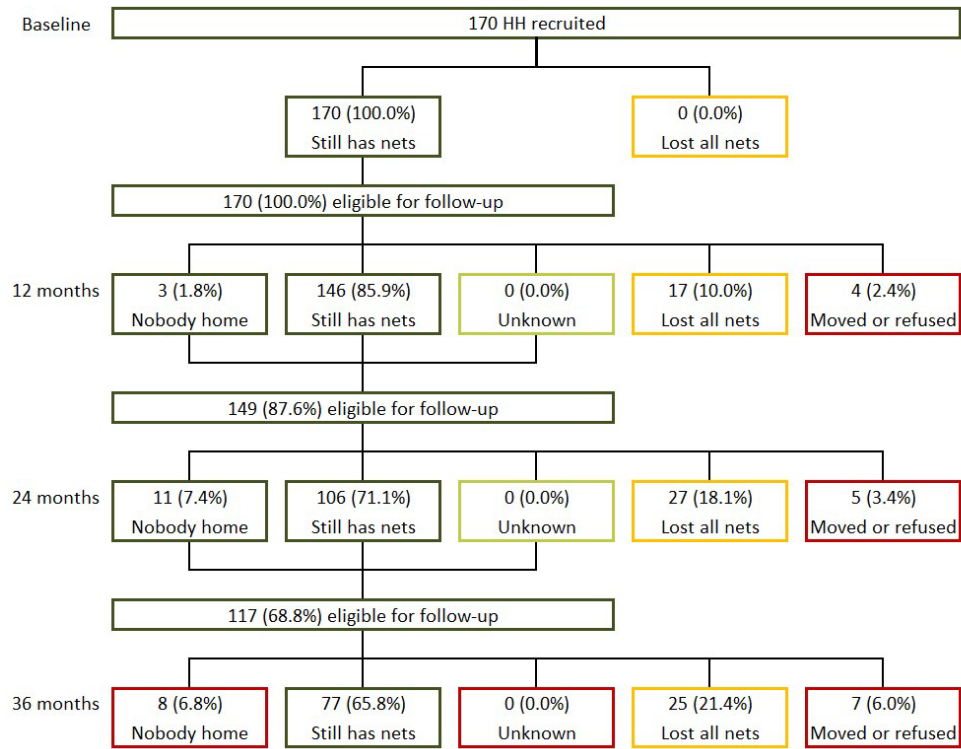 Baseline
170 HH recruited
170 (100.0%)
Still has nets
0 (0.0%)
Lost all nets
170 (100.0%) eligible for follow-up
12 months
3 (1.8%)
Nobody home
146 (85.9%)
Still has nets
0 (0.0%)
Unknown
17 (10.0%)
Lost all nets
4 (2.4%)
Moved or refused
149 (87.6%) eligible for follow-up
24 months
11 (7.4%)
Nobody home
106 (71.1%)
Still has nets
0 (0.0%)
Unknown
27 (18.1%)
Lost all nets
5 (3.4%)
Moved or refused
117 (68.8%) eligible for follow-up
36 months
8 (6.8%)
Nobody home
77 (65.8%)
Still has nets
0 (0.0%)
Unknown
25 (21.4%)
Lost all nets
7 (6.0%)
Moved or refused